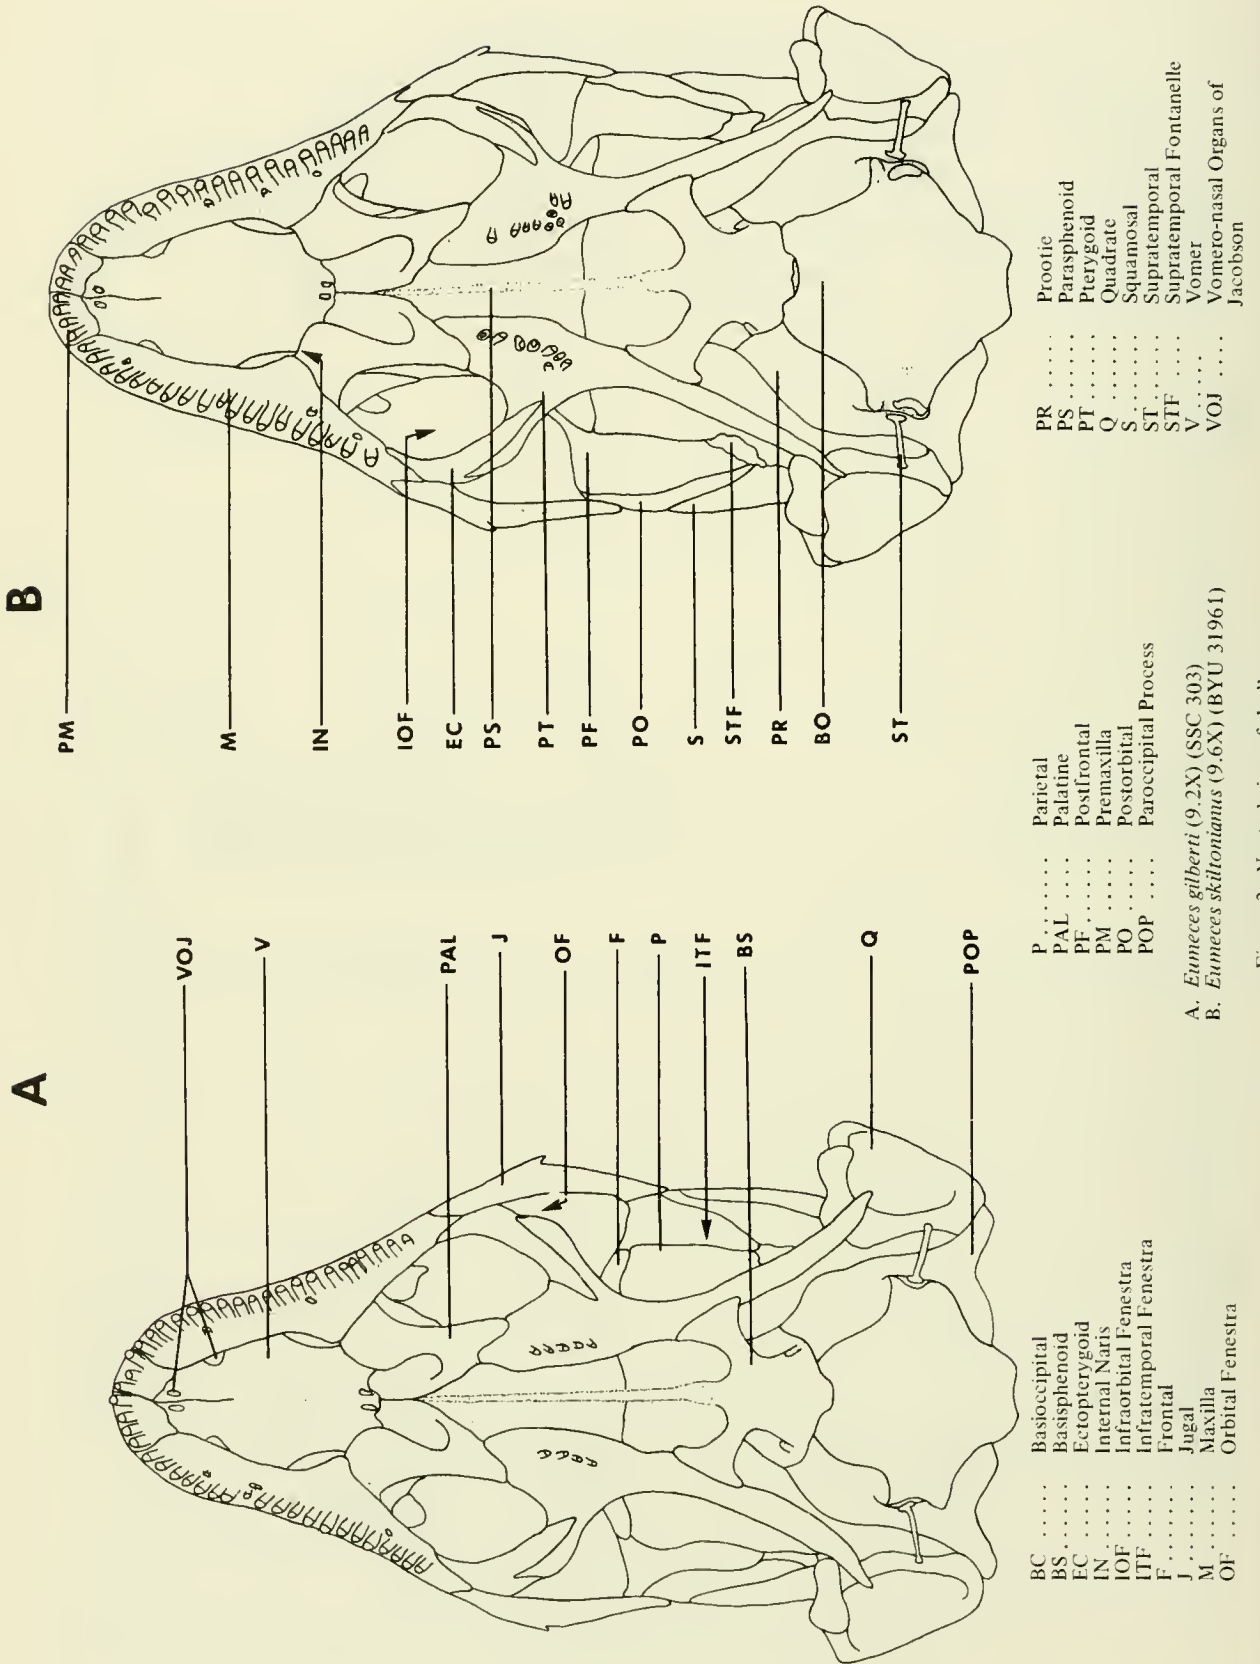 A
VOJ
V
PAL
J
OF
F
P
ITF
BS
Q
POP
B
PM
M
IN
IOF
EC
PS
PT
PF
PO
S
STF
PR
BO
ST
BC ..... Basioccipital
BS ...... Basisphenoid
EC ...... Ectopterygoid
IN ...... Internal Naris
IOF ..... Infraorbital Fenestra
ITF ..... Infratemporal Fenestra
F ....... Frontal
J ........ Jugal
M ....... Maxilla
OF ..... Orbital Fenestra
P ....... Parietal
PAL .... Palatine
PF ...... Postfrontal
PM ..... Premaxilla
PO ..... Postorbital
POP .... Paroccipital Process
PR ..... Prootie
PS ...... Parasphenoid
PT ...... Pterygoid
Q ....... Quadrate
S........ Squamosal
ST ...... Supratemporal
STF .... Supratemporal Fontanelle
V ..... Vomer
VOJ .... Vomero-nasal Organs of
Jacobson
A. Eumeces gilberti (9.2X) (SSC 303)
B. Eumeces skiltonianus (9.6X) (BYU 31961)